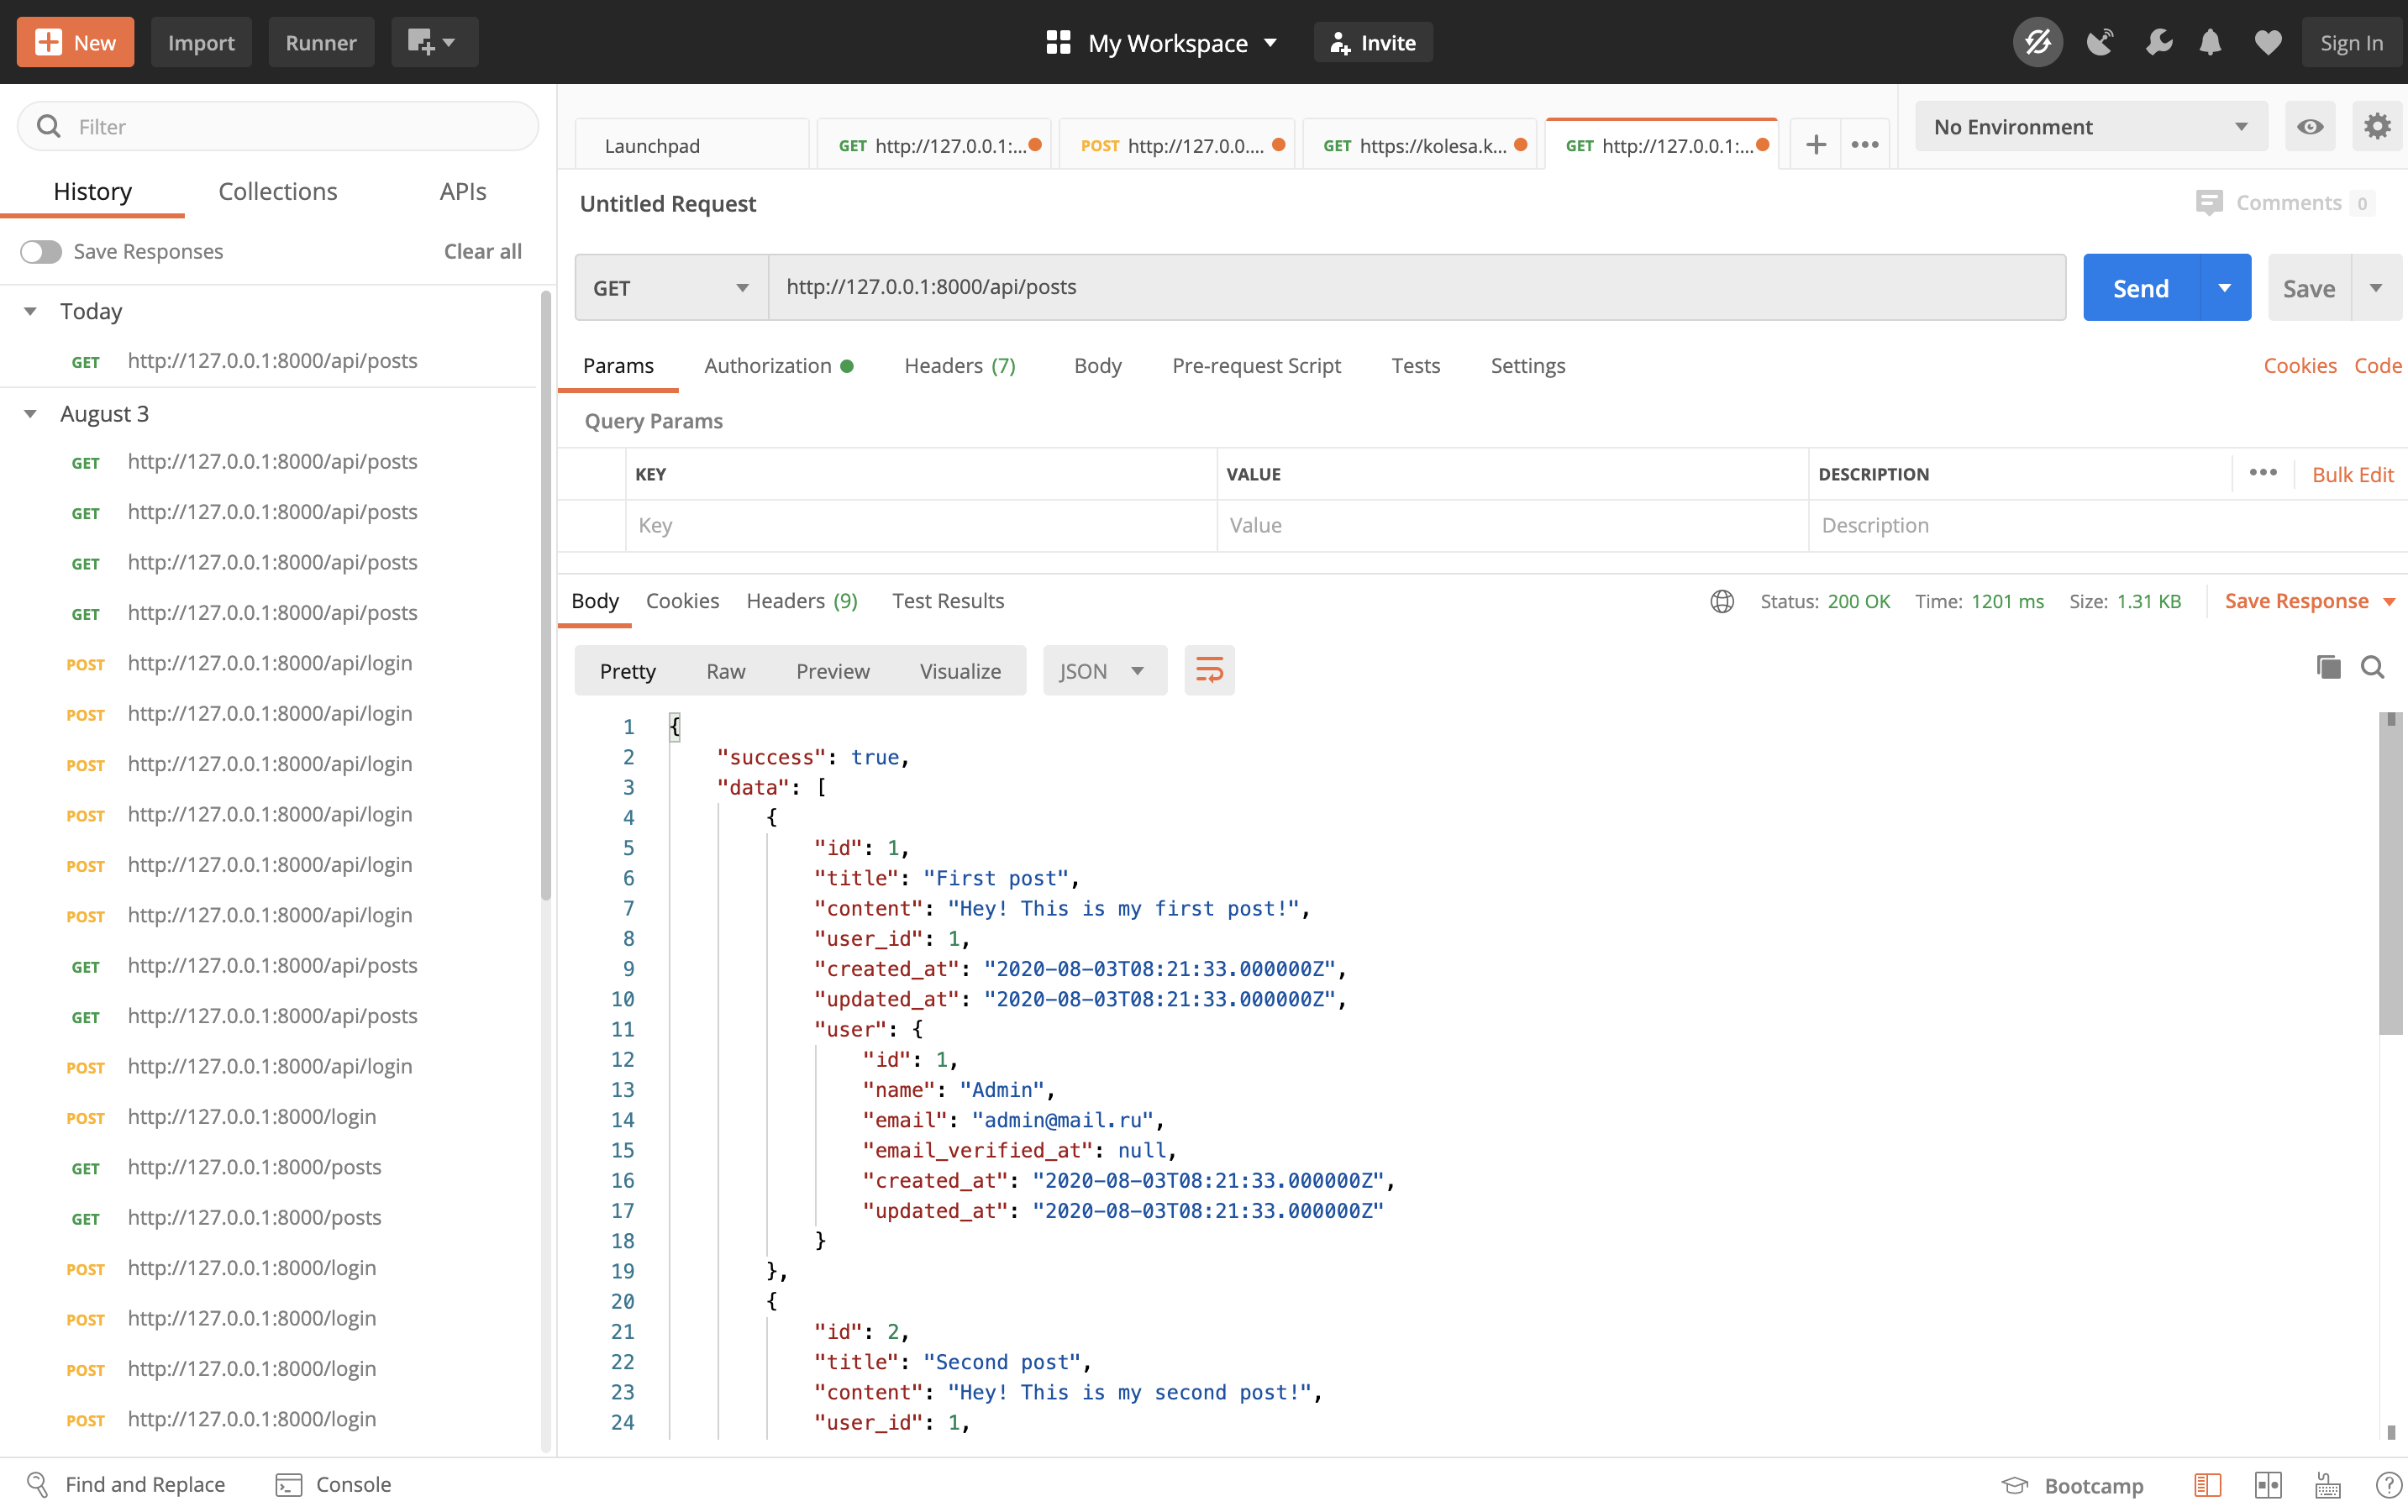 New Import Runner My Workspace Invite Sign In
Filter
History Collections APIs
Save Responses Clear all
Today
GET http://127.0.0.1:8000/api/posts
August 3
GET http://127.0.0.1:8000/api/posts
GET http://127.0.0.1:8000/api/posts
GET http://127.0.0.1:8000/api/posts
GET http://127.0.0.1:8000/api/posts
POST http://127.0.0.1:8000/api/login
POST http://127.0.0.1:8000/api/login
POST http://127.0.0.1:8000/api/login
POST http://127.0.0.1:8000/api/login
POST http://127.0.0.1:8000/api/login
POST http://127.0.0.1:8000/api/login
GET http://127.0.0.1:8000/api/posts
GET http://127.0.0.1:8000/api/posts
POST http://127.0.0.1:8000/api/login
POST http://127.0.0.1:8000/login
GET http://127.0.0.1:8000/posts
GET http://127.0.0.1:8000/posts
POST http://127.0.0.1:8000/login
POST http://127.0.0.1:8000/login
POST http://127.0.0.1:8000/login
POST http://127.0.0.1:8000/login
Launchpad GET http://127.0.0.1:... POST http://127.0.0.... GET https://kolesa.k... GET http://127.0.0.1:... No Environment
Untitled Request Comments 0
GET http://127.0.0.1:8000/api/posts Send Save
Params Authorization Headers (7) Body Pre-request Script Tests Settings Cookies Code
Query Params
KEY VALUE DESCRIPTION Bulk Edit
Key Value Description
Body Cookies Headers (9) Test Results Status: 200 OK Time: 1201 ms Size: 1.31 KB Save Response
Pretty Raw Preview Visualize JSON
1 {
2 "success": true,
3 "data": [
4 {
5 "id": 1,
6 "title": "First post",
7 "content": "Hey! This is my first post!",
8 "user_id": 1,
9 "created_at": "2020-08-03T08:21:33.000000Z",
10 "updated_at": "2020-08-03T08:21:33.000000Z",
11 "user": {
12 "id": 1,
13 "name": "Admin",
14 "email": "admin@mail.ru",
15 "email_verified_at": null,
16 "created_at": "2020-08-03T08:21:33.000000Z",
17 "updated_at": "2020-08-03T08:21:33.000000Z"
18 }
19 },
20 {
21 "id": 2,
22 "title": "Second post",
23 "content": "Hey! This is my second post!",
24 "user_id": 1,
Find and Replace Console Bootcamp